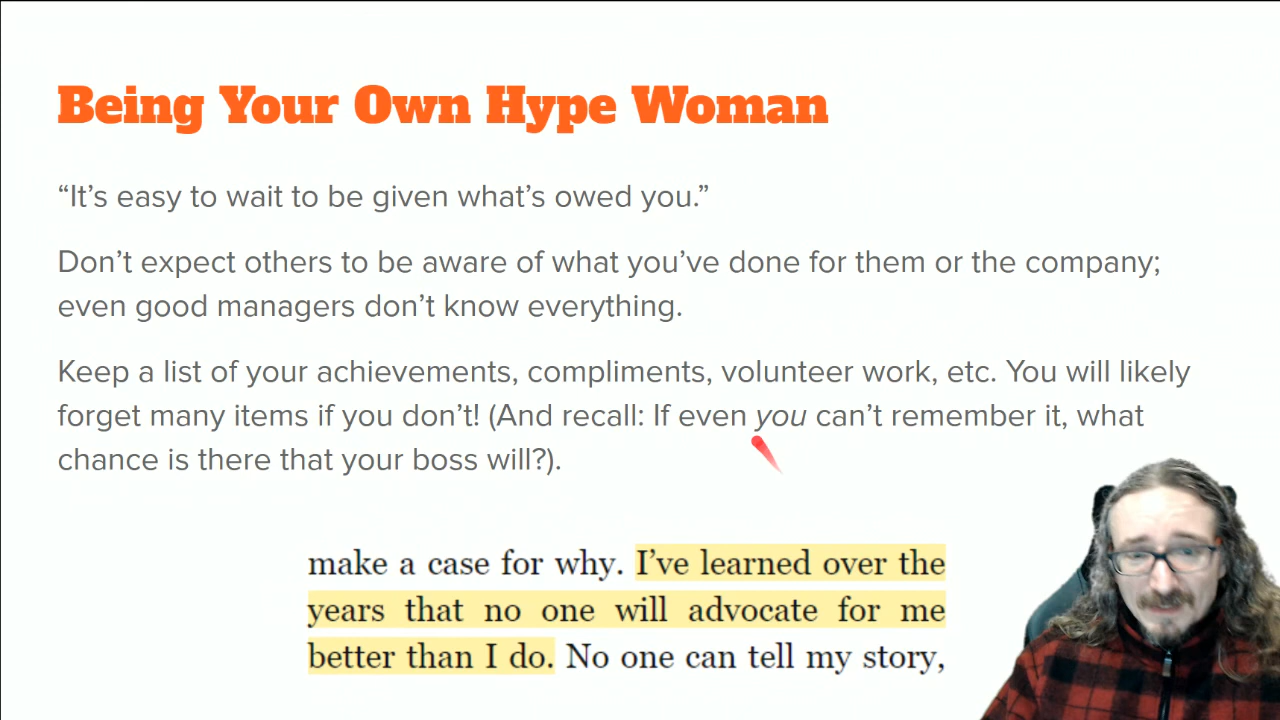 Being Your Own Hype Woman
“It’s easy to wait to be given what’s owed you.”
Don’t expect others to be aware of what you’ve done for them or the company;
even good managers don’t know everything.
Keep a list of your achievements, compliments, volunteer work, etc. You will likely
forget many items if you don’t! (And recall: If even you can’t remember it, what
chance is there that your boss will?).
make a case for why. I’ve learned over the
years that no one will advocate for me
better than I do. No one can tell my story,